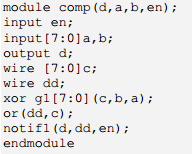 module comp(d,a,b,en);
input en;
input[7:0]a,b;
output d;
wire [7:0]c;
wire dd;
xor g1[7:0](c,b,a);
or(dd,c);
notif1(d,dd,en);
endmodule